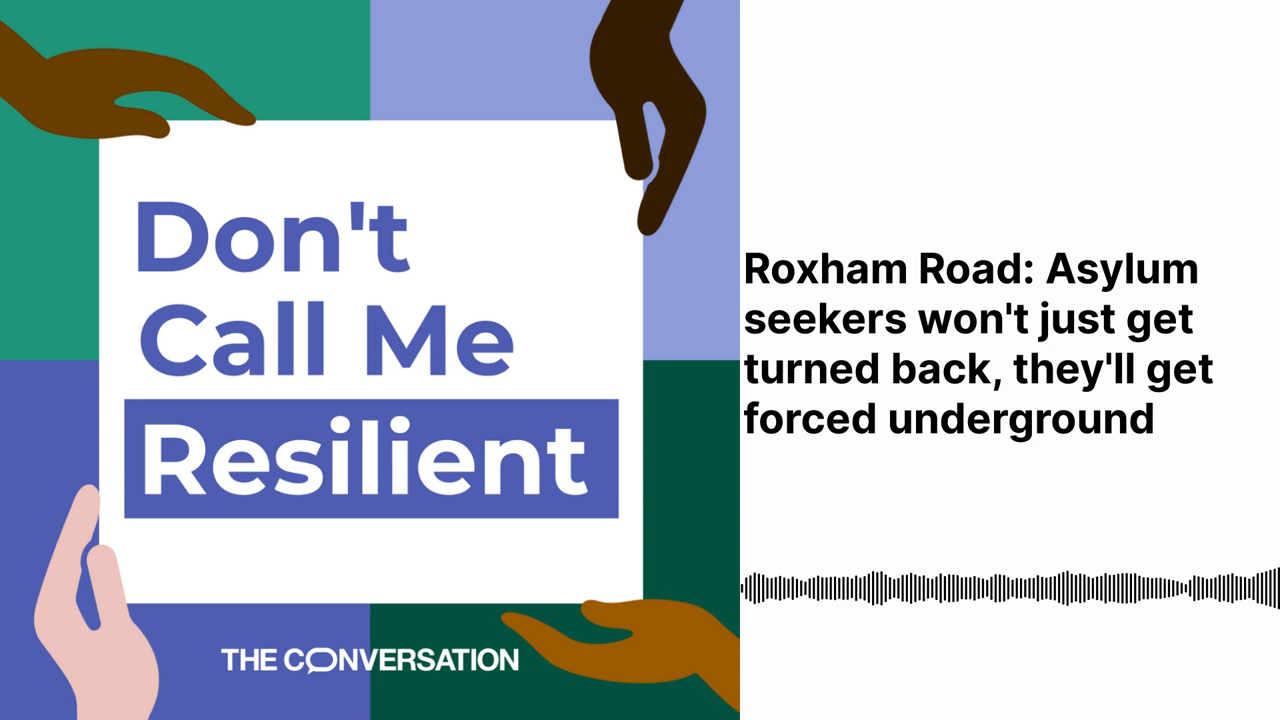 Don't
Call Me
Resilient
THE CONVERSATION
Roxham Road: Asylum
seekers won't just get
turned back, they'll get
forced underground